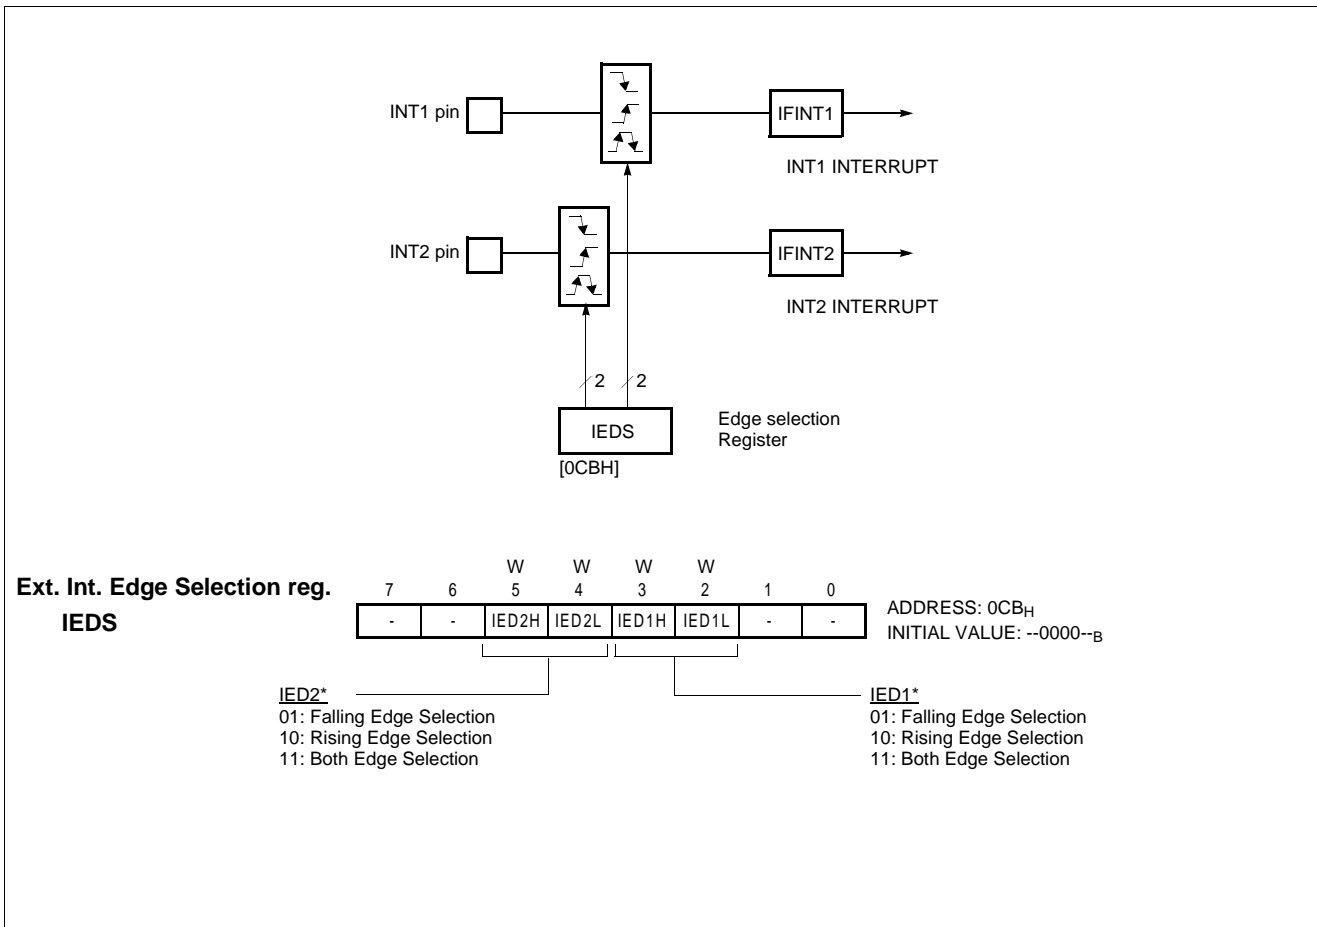 INT1 pin
IFINT1
INT1 INTERRUPT
INT2 pin
IFINT2
INT2 INTERRUPT
2 2
IEDS
Edge selection
Register
[0CBH]
W W W W
Ext. Int. Edge Selection reg.
7 6 5 4 3 2 1 0
IEDS
- - IED2H IED2L IED1H IED1L - -
ADDRESS: 0CBH
INITIAL VALUE: --0000--B
IED2*
01: Falling Edge Selection
10: Rising Edge Selection
11: Both Edge Selection
IED1*
01: Falling Edge Selection
10: Rising Edge Selection
11: Both Edge Selection